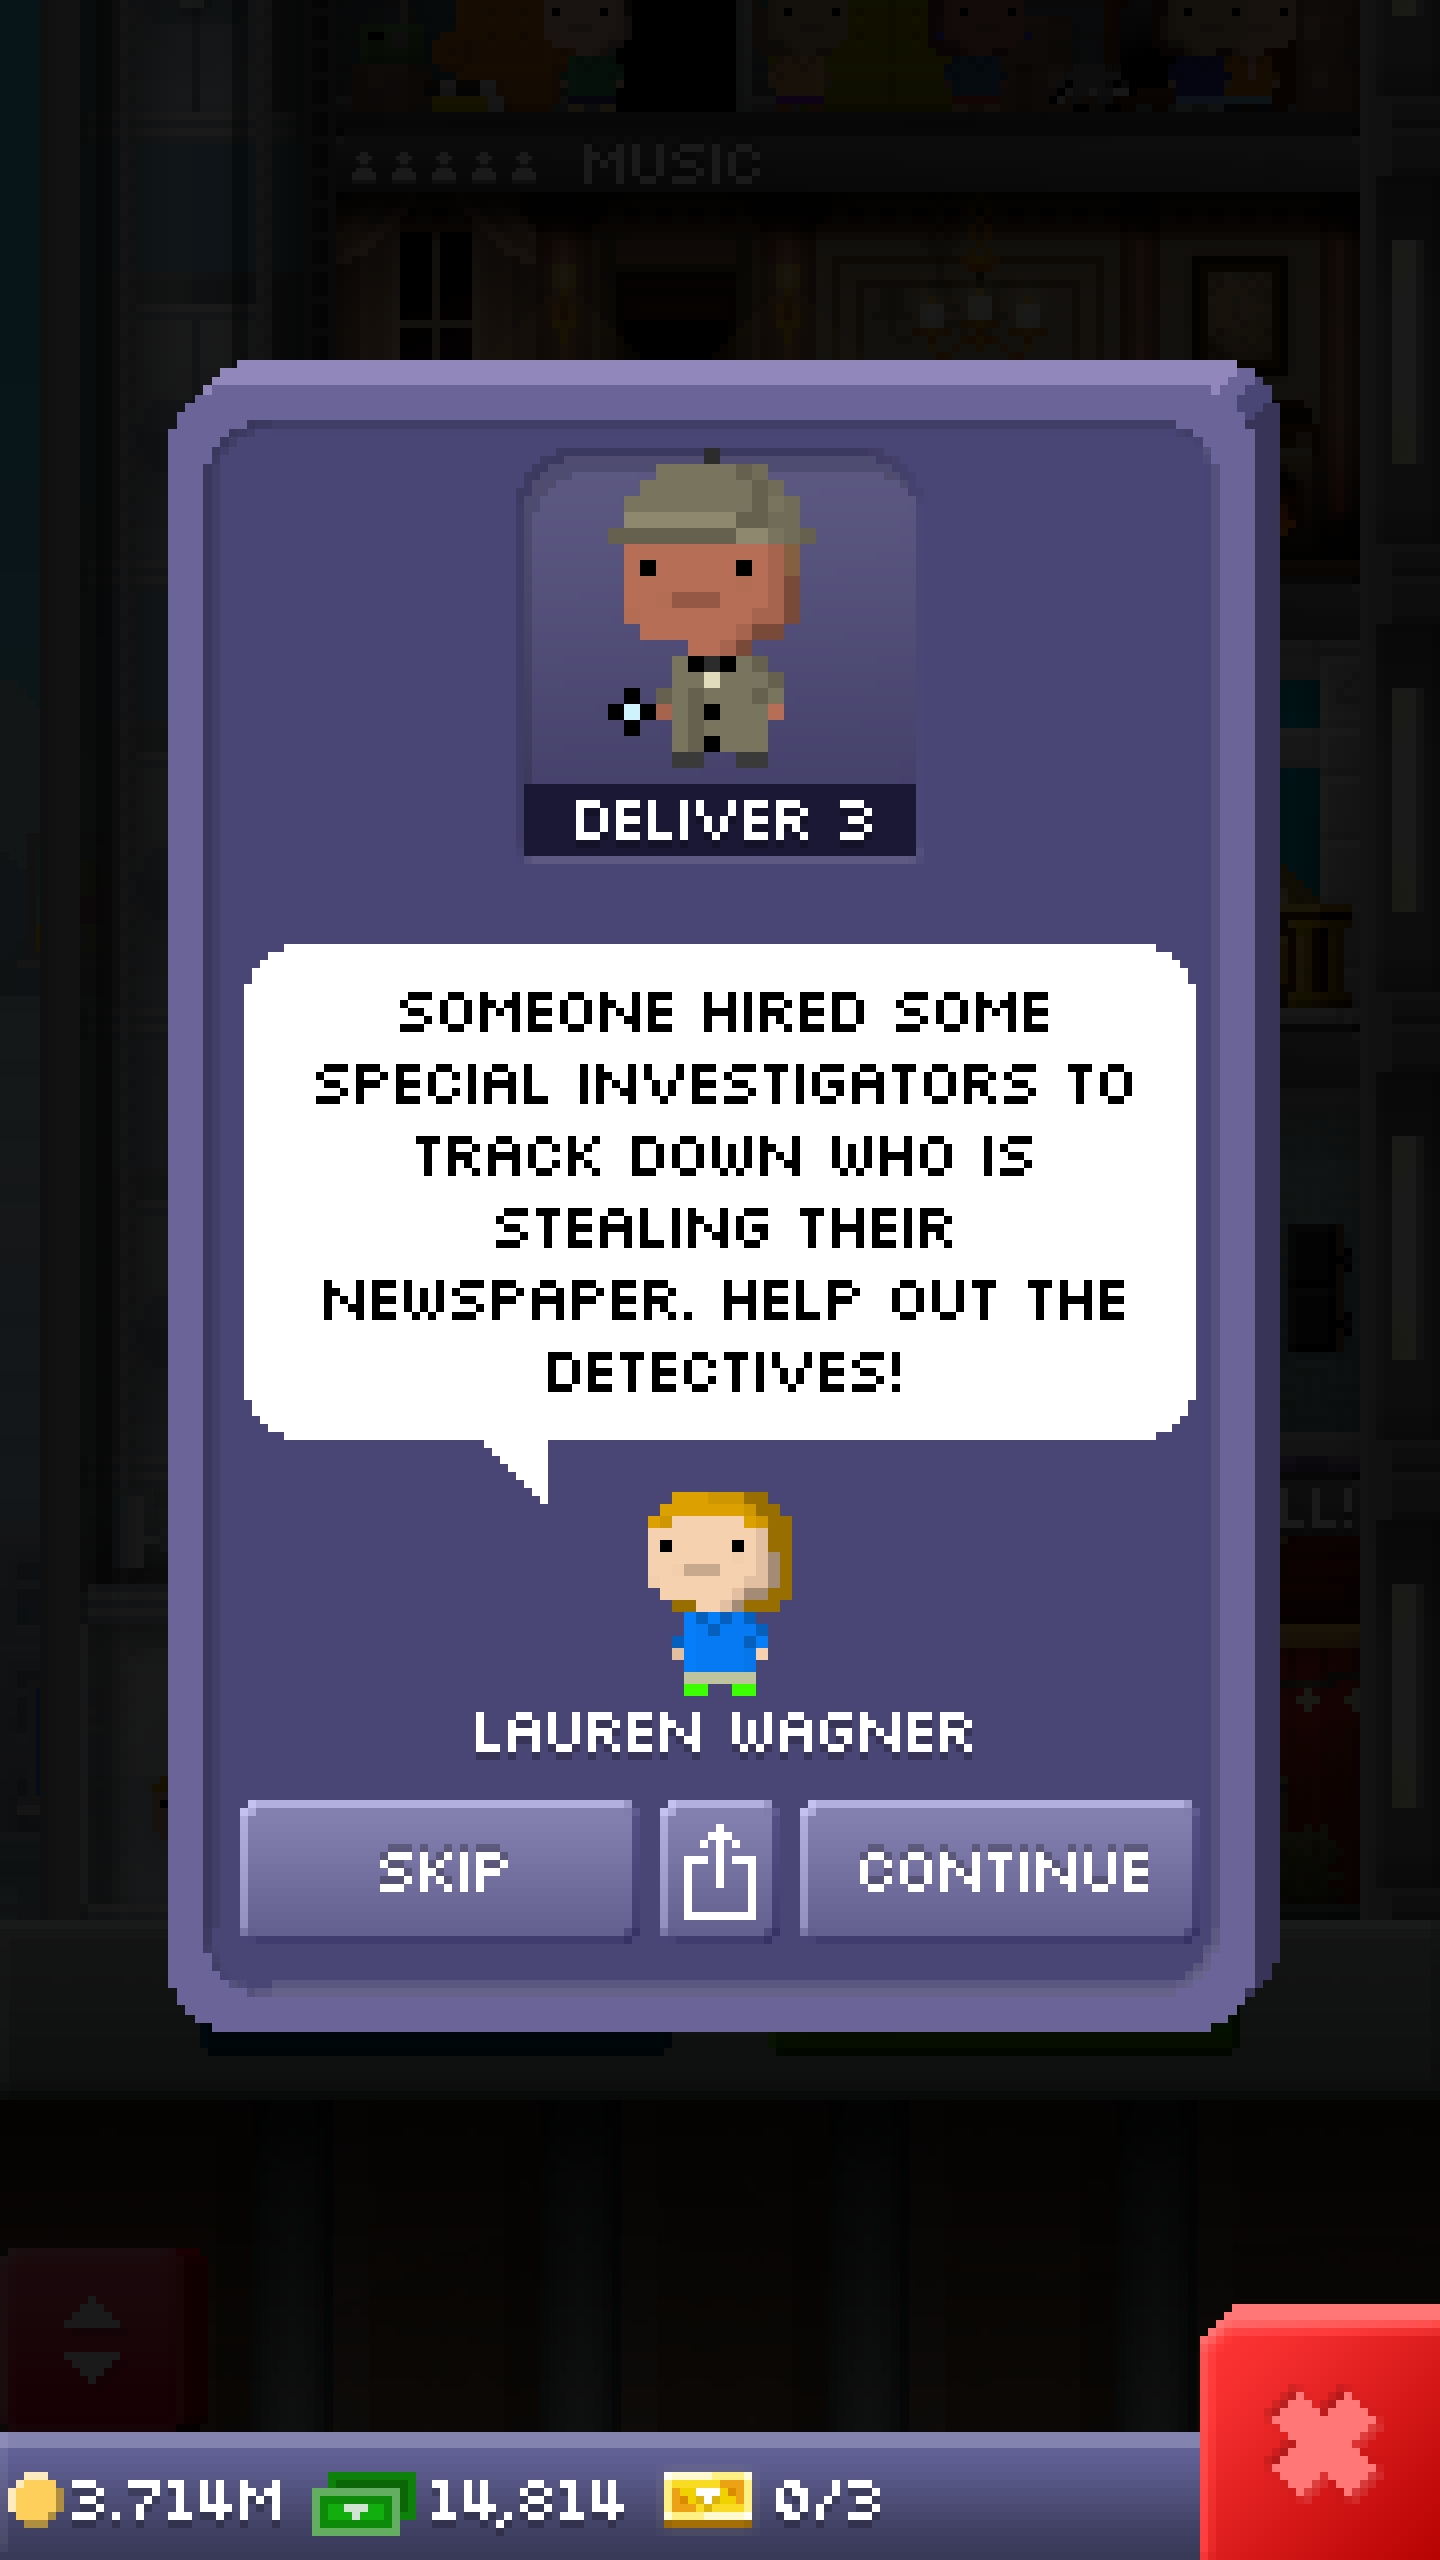 MUSIC
DELIVER 3
SOMEONE HIRED SOME
SPECIAL INVESTIGATORS TO
TRACK DOWN WHO IS
STEALING THEIR
NEWSPAPER. HELP OUT THE
DETECTIVES!
LAUREN WAGNER
SKIP
CONTINUE
3.714M
14,814
0/3